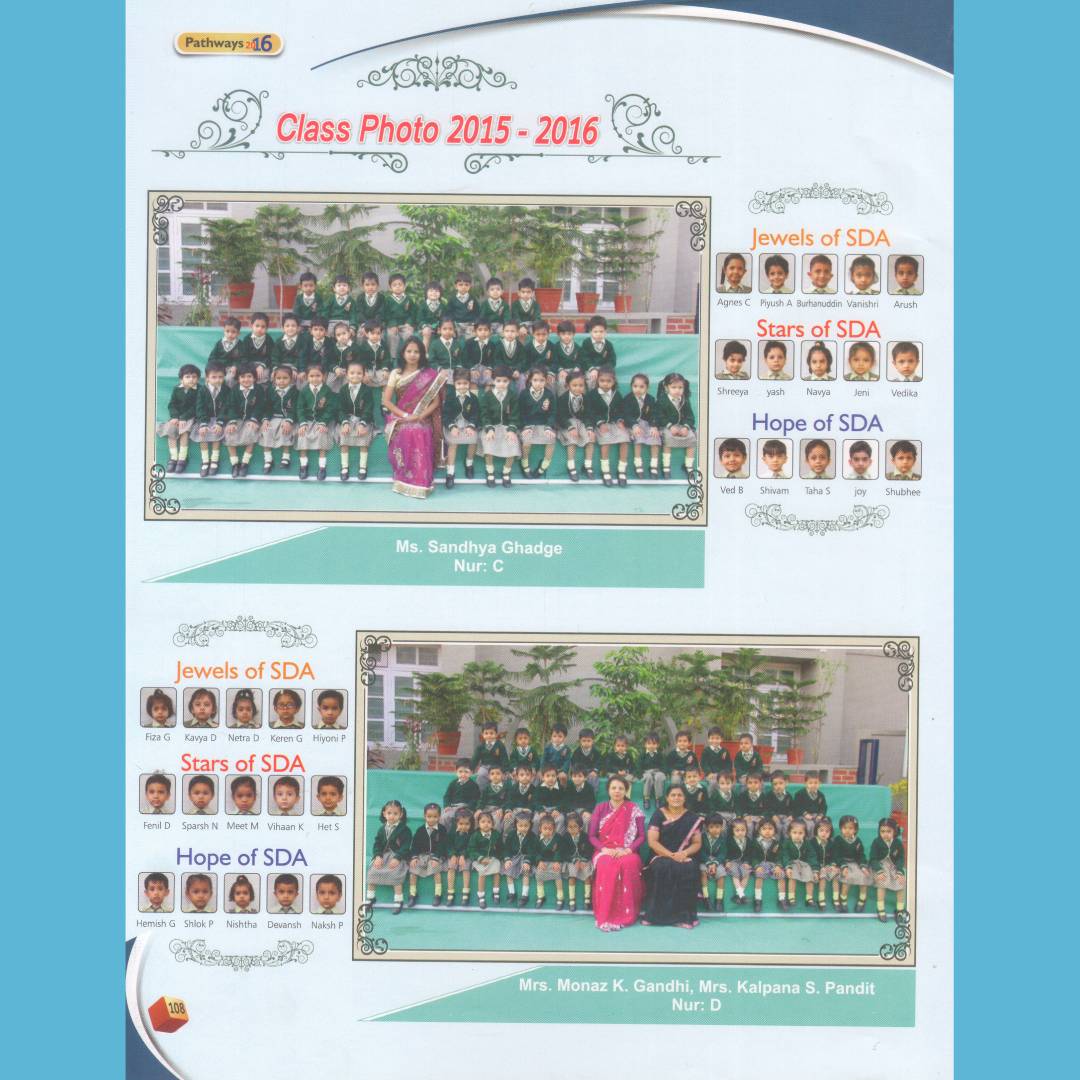 Pathways 2016
Class Photo 2015 - 2016
Jewels of SDA
Agnes C Piyush A Burhanuddin Vanishri Arush
Stars of SDA
Shreeya yash Navya Jeni Vedika
Hope of SDA
Ved B Shivam Taha S joy Shubhee
Ms. Sandhya Ghadge
Nur: C
Jewels of SDA
Fiza G Kavya D Netra D Keren G Hiyoni P
Stars of SDA
Fenil D Sparsh N Meet M Vihaan K Het S
Hope of SDA
Hemish G Shlok P Nishtha Devansh Naksh P
Mrs. Monaz K. Gandhi, Mrs. Kalpana S. Pandit
Nur: D
108